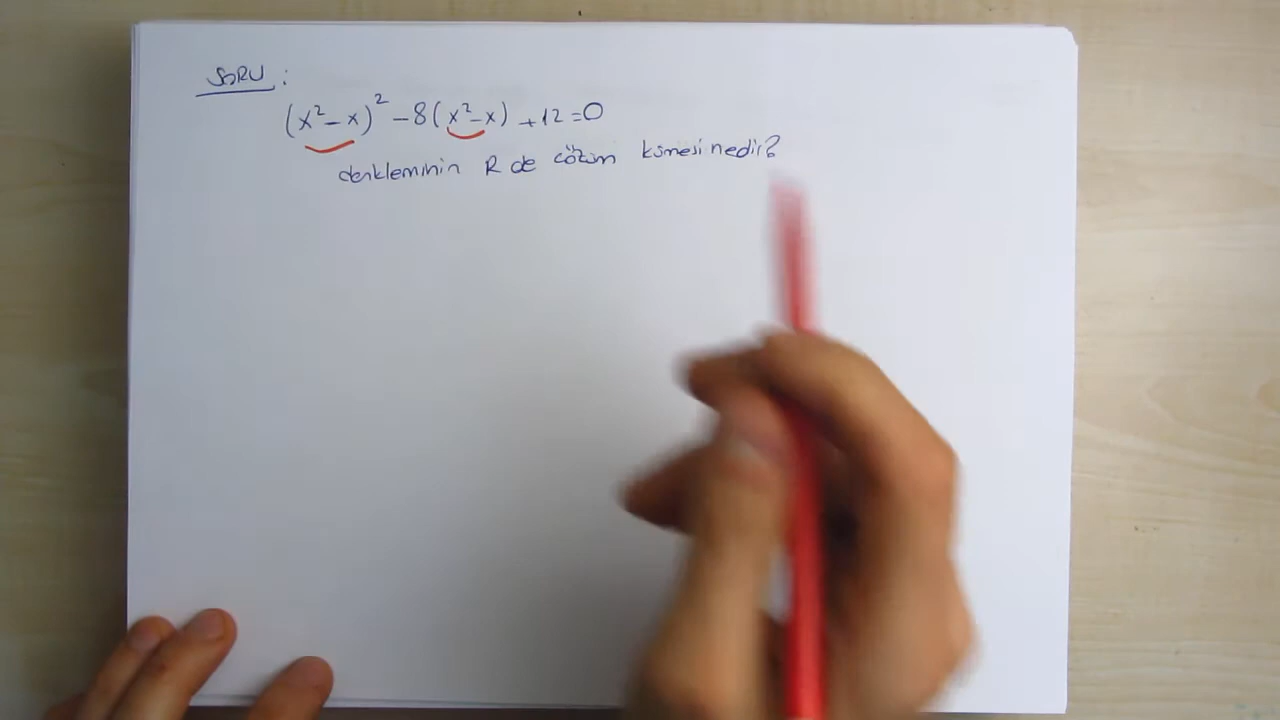 SORU :
(x²-x)² -8(x²-x) +12=0
denkleminin R de çözüm kümesi nedir?